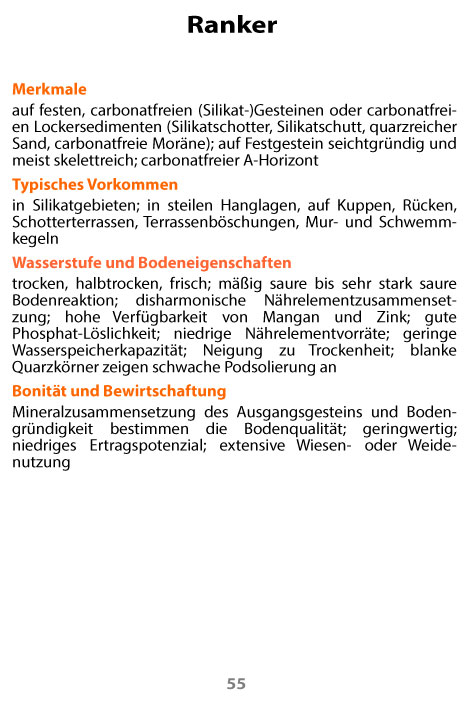 Ranker
Merkmale
auf festen, carbonatfreien (Silikat-)Gesteinen oder carbonatfrei-
en Lockersedimenten (Silikatschotter, Silikatschutt, quarzreicher
Sand, carbonatfreie Moräne); auf Festgestein seichtgründig und
meist skelettreich; carbonatfreier A-Horizont
Typisches Vorkommen
in Silikatgebieten; in steilen Hanglagen, auf Kuppen, Rücken,
Schotterterrassen, Terrassenböschungen, Mur- und Schwemm-
kegeln
Wasserstufe und Bodeneigenschaften
trocken, halbtrocken, frisch; mäßig saure bis sehr stark saure
Bodenreaktion; disharmonische Nährelementzusammenset-
zung; hohe Verfügbarkeit von Mangan und Zink; gute
Phosphat-Löslichkeit; niedrige Nährelementvorräte; geringe
Wasserspeicherkapazität; Neigung zu Trockenheit; blanke
Quarzkörner zeigen schwache Podsolierung an
Bonität und Bewirtschaftung
Mineralzusammensetzung des Ausgangsgesteins und Boden-
gründigkeit bestimmen die Bodenqualität; geringwertig;
niedriges Ertragspotenzial; extensive Wiesen- oder Weide-
nutzung
55